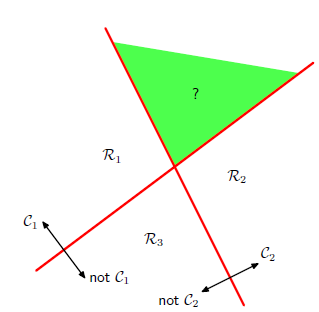 ?
ℛ₁
ℛ₂
𝒞₁
ℛ₃
𝒞₂
not 𝒞₁
not 𝒞₂